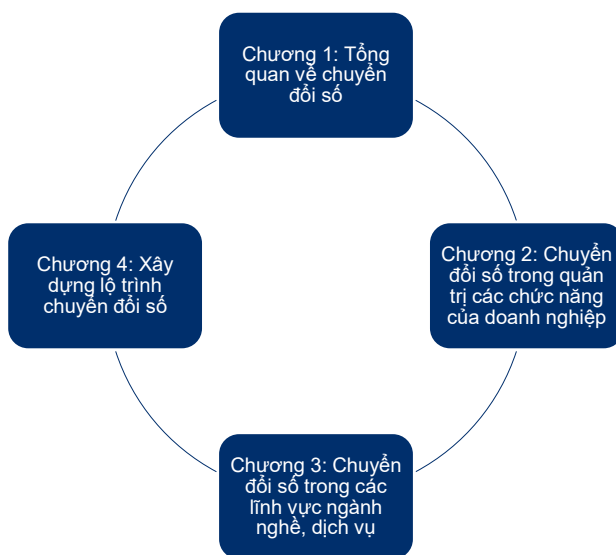 Chương 1: Tổng
quan về chuyển
đổi số
Chương 2: Chuyển
đổi số trong quản
trị các chức năng
của doanh nghiệp
Chương 3: Chuyển
đổi số trong các
lĩnh vực ngành
nghề, dịch vụ
Chương 4: Xây
dựng lộ trình
chuyển đổi số